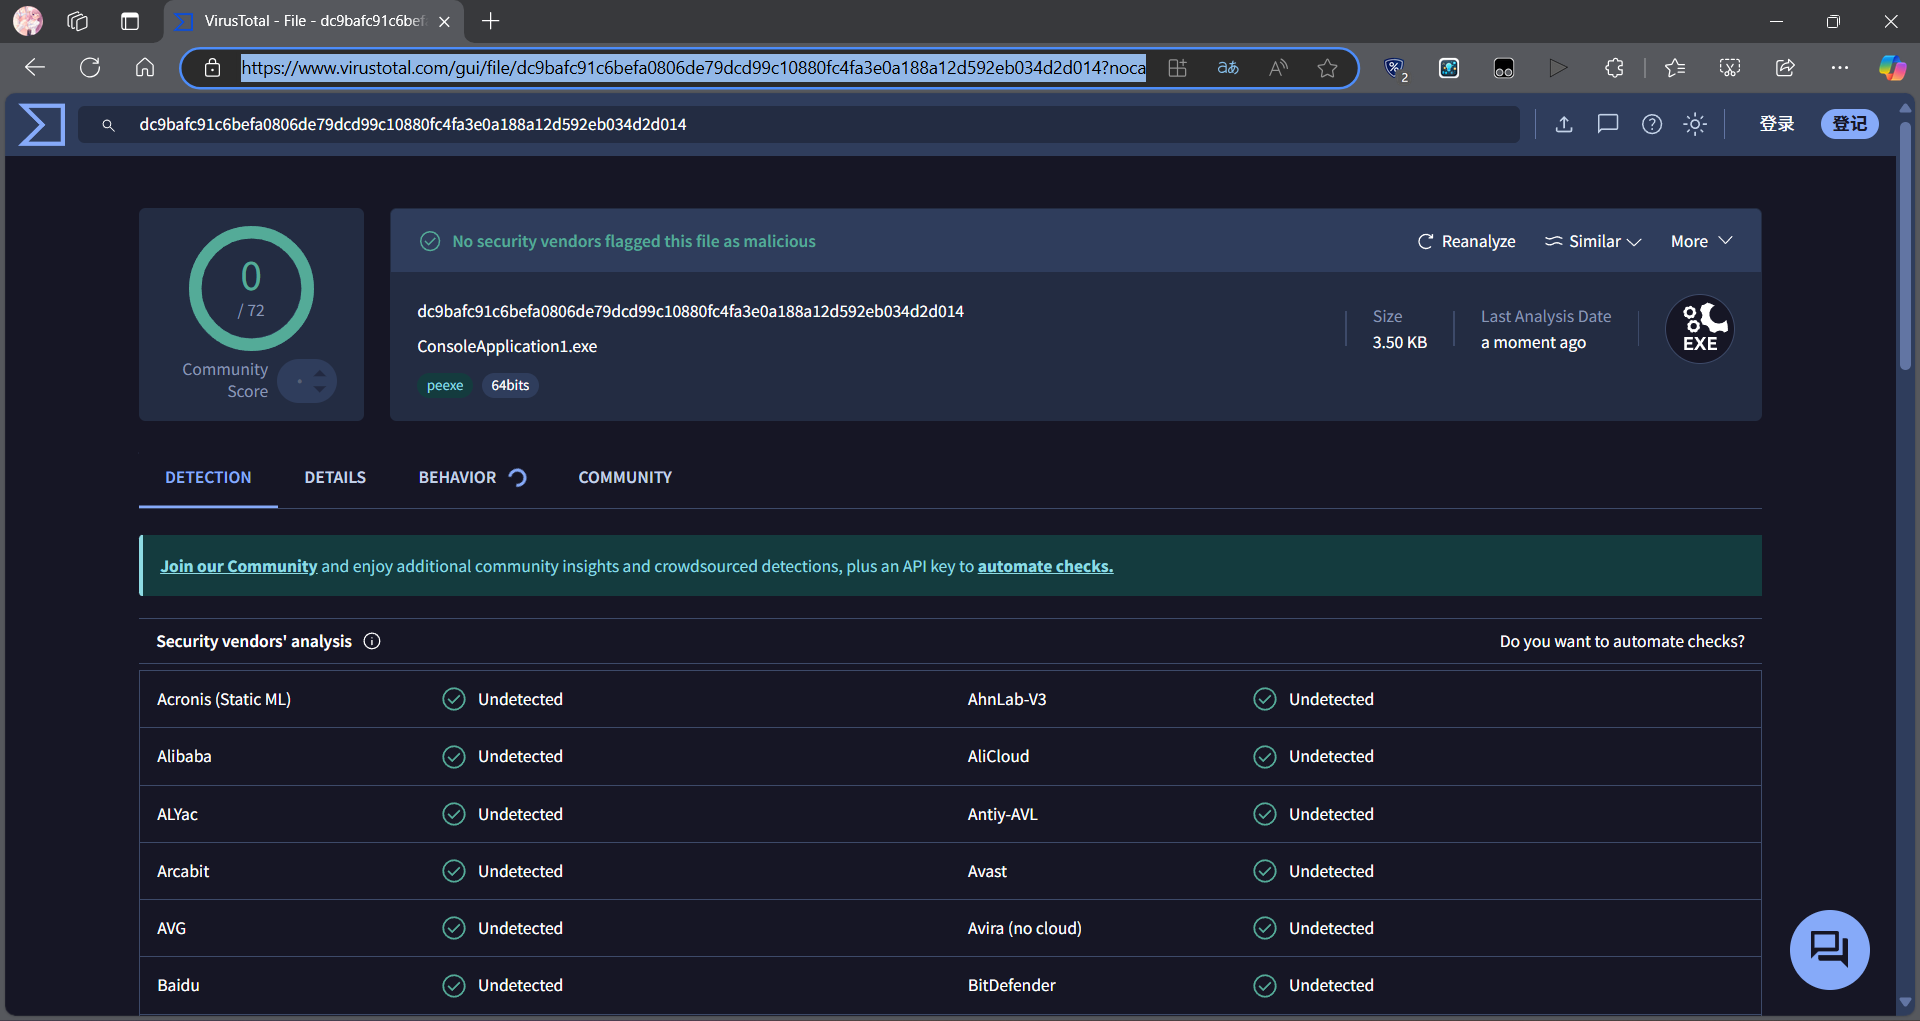 VirusTotal - File - dc9bafc91c6bef
https://www.virustotal.com/gui/file/dc9bafc91c6befa0806de79dcd99c10880fc4fa3e0a188a12d592eb034d2d014?noca
aあ
A
2
dc9bafc91c6befa0806de79dcd99c10880fc4fa3e0a188a12d592eb034d2d014
登录
登记
0
/ 72
Community
Score
No security vendors flagged this file as malicious
Reanalyze
Similar
More
dc9bafc91c6befa0806de79dcd99c10880fc4fa3e0a188a12d592eb034d2d014
ConsoleApplication1.exe
peexe
64bits
Size
3.50 KB
Last Analysis Date
a moment ago
EXE
DETECTION
DETAILS
BEHAVIOR
COMMUNITY
Join our Community and enjoy additional community insights and crowdsourced detections, plus an API key to automate checks.
Security vendors' analysis
Do you want to automate checks?
Acronis (Static ML)
Undetected
AhnLab-V3
Undetected
Alibaba
Undetected
AliCloud
Undetected
ALYac
Undetected
Antiy-AVL
Undetected
Arcabit
Undetected
Avast
Undetected
AVG
Undetected
Avira (no cloud)
Undetected
Baidu
Undetected
BitDefender
Undetected